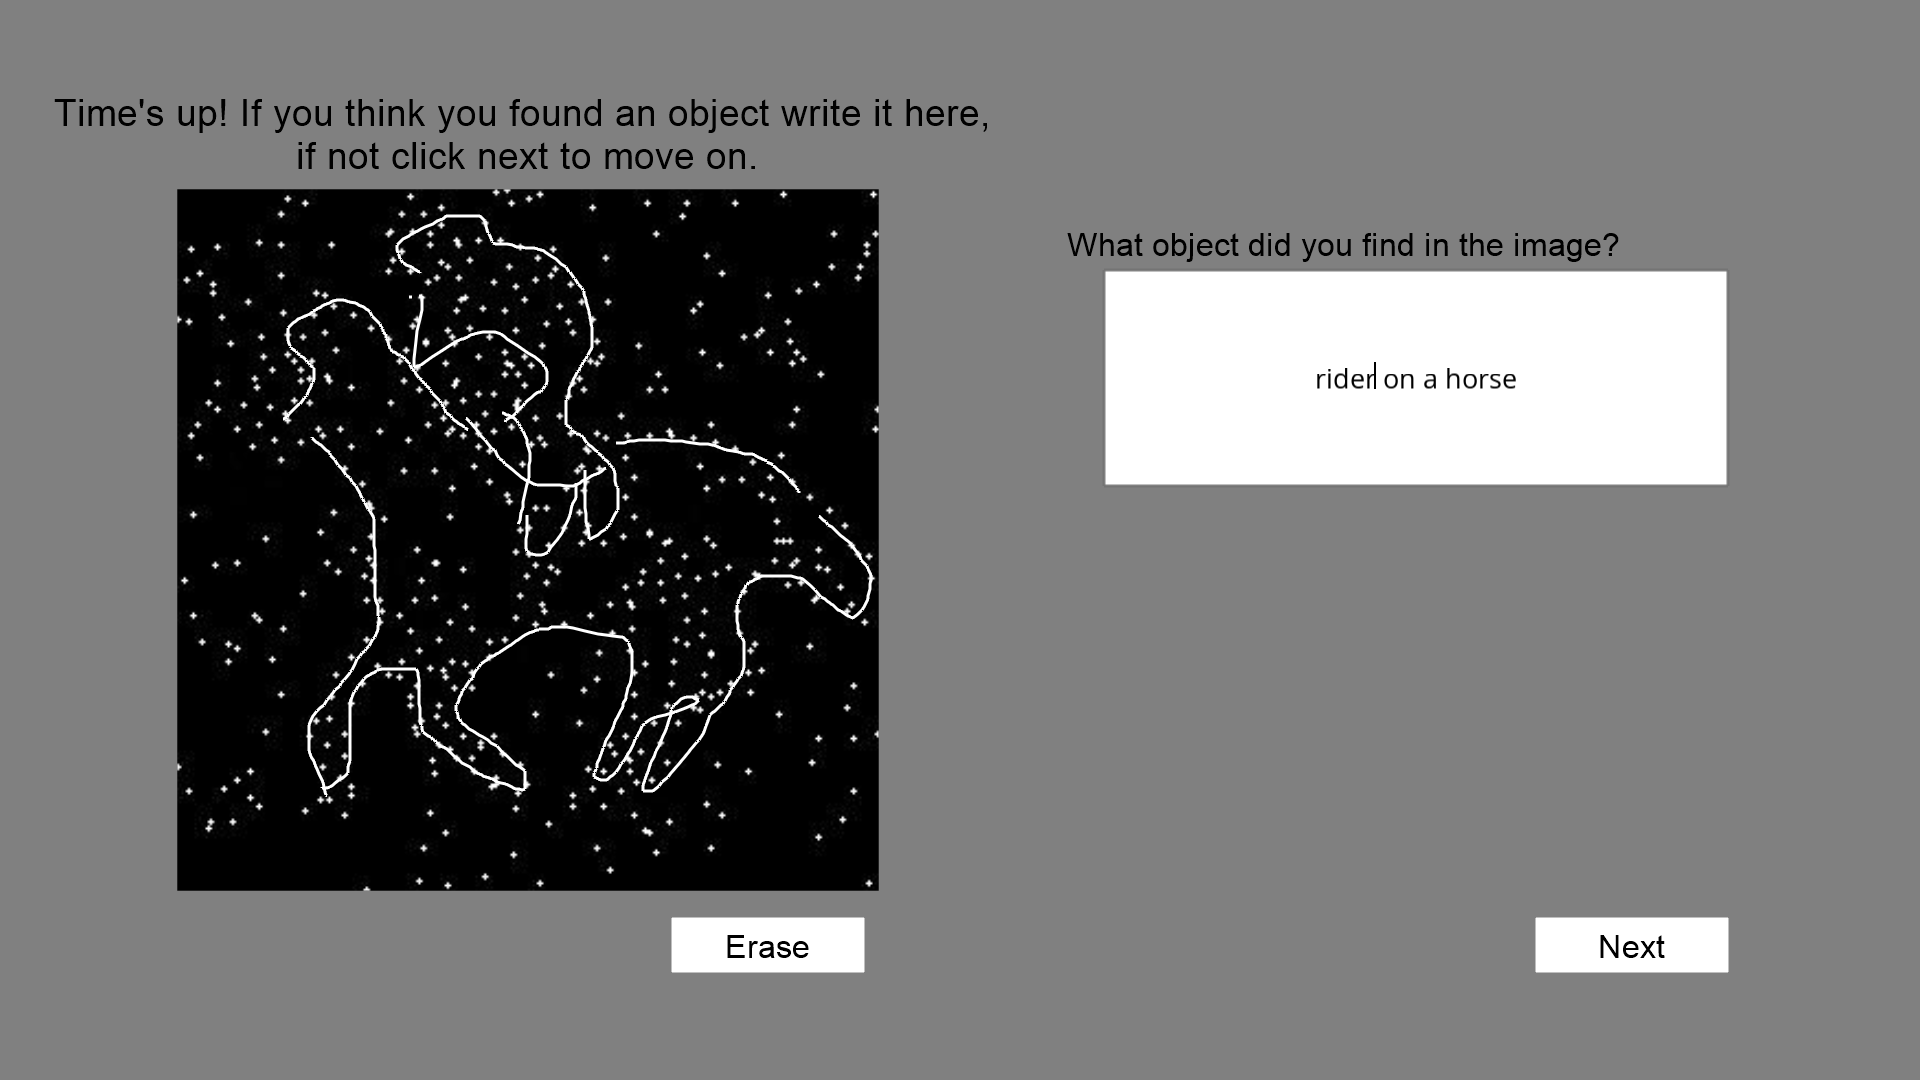 Time's up! If you think you found an object write it here,
if not click next to move on.
What object did you find in the image?
rider on a horse
Erase
Next